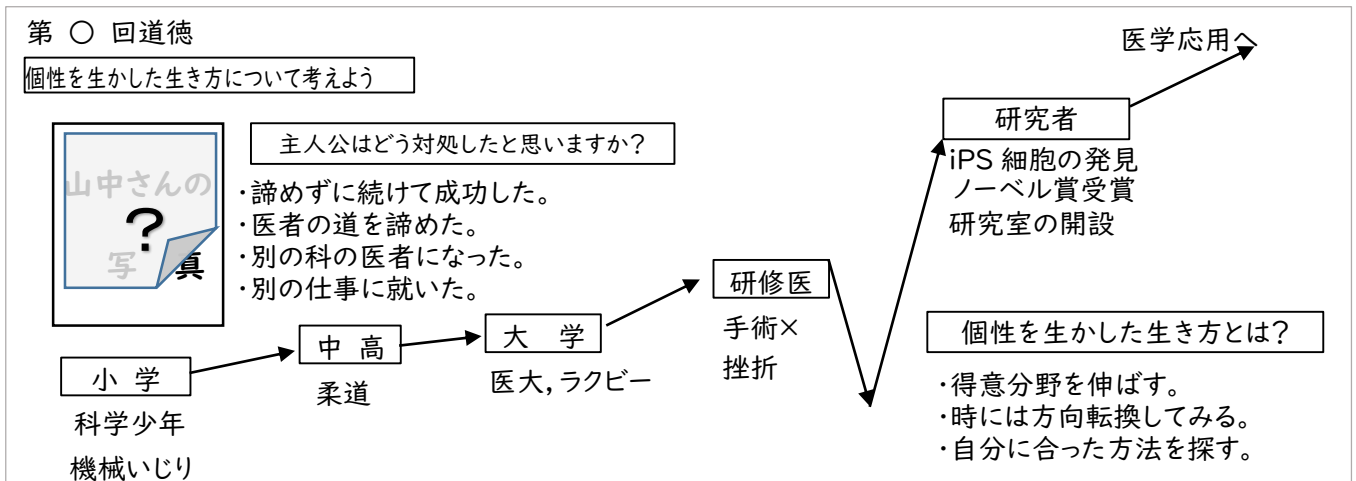 第 ○ 回道徳
個性を生かした生き方について考えよう
山中さんの
?
写 真
主人公はどう対処したと思いますか?
・諦めずに続けて成功した。
・医者の道を諦めた。
・別の科の医者になった。
・別の仕事に就いた。
小 学
科学少年
機械いじり
中 高
柔道
大 学
医大,ラクビー
研修医
手術×
挫折
研究者
iPS 細胞の発見
ノーベル賞受賞
研究室の開設
医学応用へ
個性を生かした生き方とは?
・得意分野を伸ばす。
・時には方向転換してみる。
・自分に合った方法を探す。